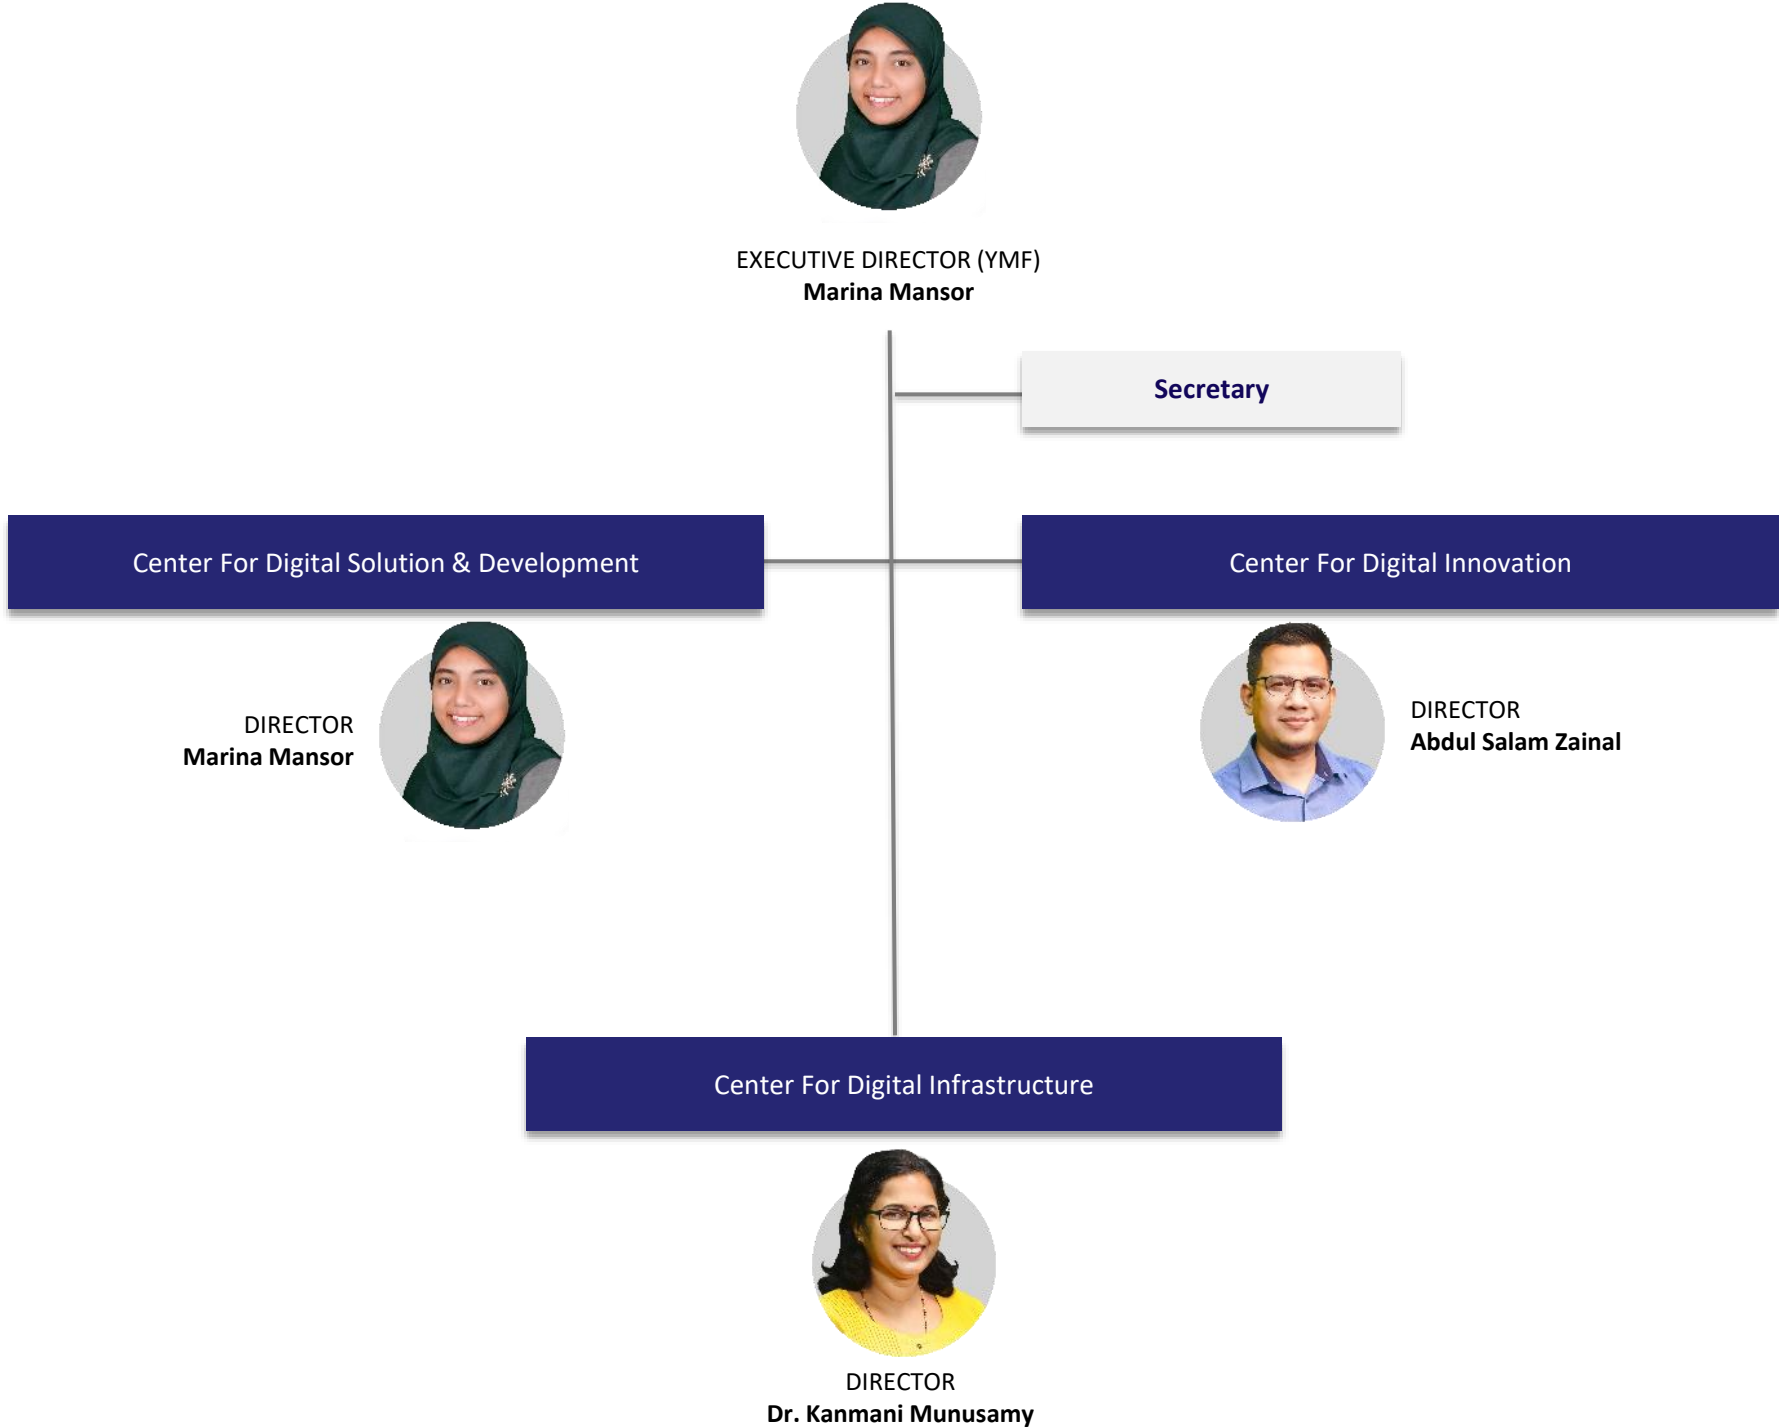 EXECUTIVE DIRECTOR (YMF)
Marina Mansor
Secretary
Center For Digital Solution & Development
Center For Digital Innovation
DIRECTOR
Marina Mansor
DIRECTOR
Abdul Salam Zainal
Center For Digital Infrastructure
DIRECTOR
Dr. Kanmani Munusamy